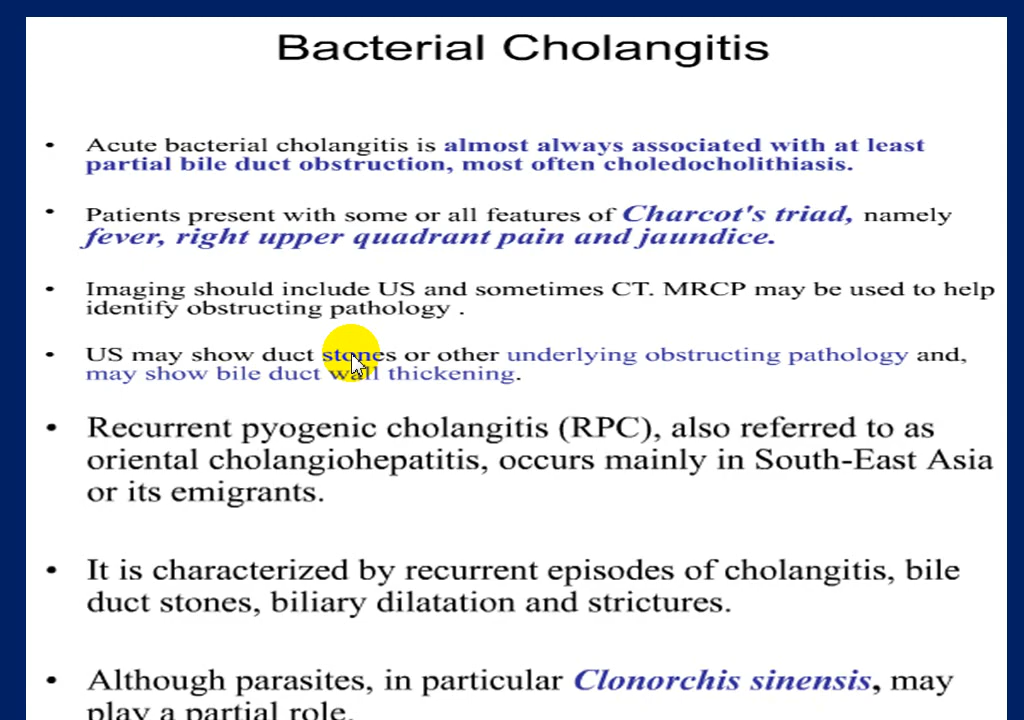 Bacterial Cholangitis
• Acute bacterial cholangitis is almost always associated with at least
partial bile duct obstruction, most often choledocholithiasis.
• Patients present with some or all features of Charcot's triad, namely
fever, right upper quadrant pain and jaundice.
• Imaging should include US and sometimes CT. MRCP may be used to help
identify obstructing pathology .
• US may show duct stones or other underlying obstructing pathology and,
may show bile duct wall thickening.
• Recurrent pyogenic cholangitis (RPC), also referred to as
oriental cholangiohepatitis, occurs mainly in South-East Asia
or its emigrants.
• It is characterized by recurrent episodes of cholangitis, bile
duct stones, biliary dilatation and strictures.
• Although parasites, in particular Clonorchis sinensis, may
play a partial role.